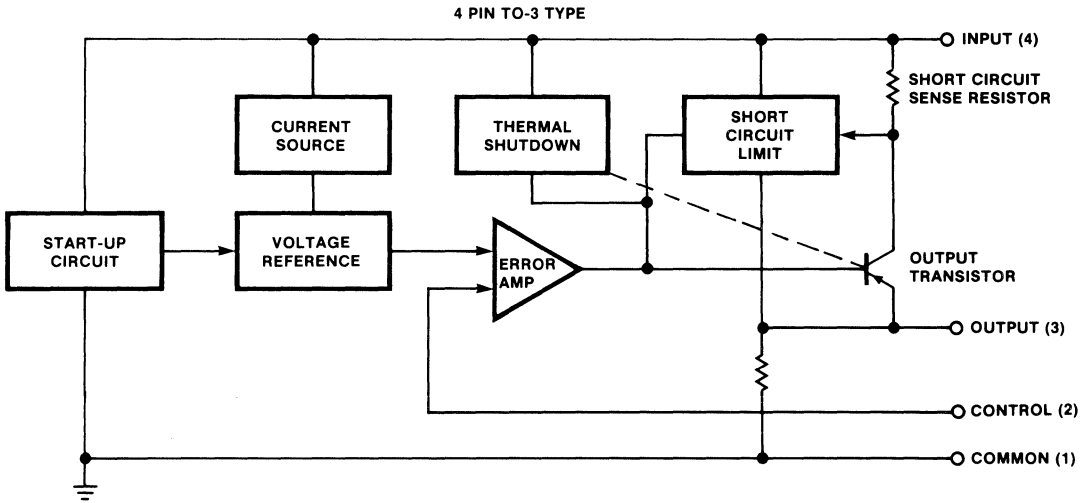 4 PIN TO-3 TYPE
INPUT (4)
SHORT CIRCUIT
SENSE RESISTOR
CURRENT
SOURCE
THERMAL
SHUTDOWN
SHORT
CIRCUIT
LIMIT
START-UP
CIRCUIT
VOLTAGE
REFERENCE
ERROR
AMP
OUTPUT
TRANSISTOR
OUTPUT (3)
CONTROL (2)
COMMON (1)